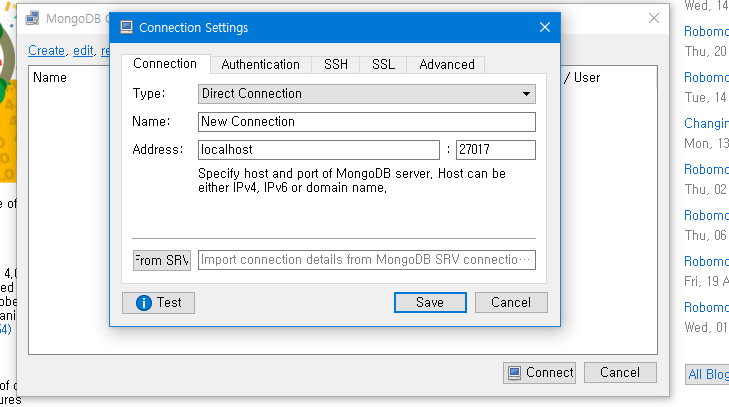 MongoDB C
Connection Settings
Create, edit, re
Name
/ User
Connection
Authentication
SSH
SSL
Advanced
Type:
Direct Connection
Name:
New Connection
Address:
localhost
:
27017
Specify host and port of MongoDB server. Host can be
either IPv4, IPv6 or domain name.
From SRV
Import connection details from MongoDB SRV connectio···
Test
Save
Cancel
Connect
Cancel
Wed, 14
Robomo
Thu, 20
Robomo
Tue, 14
Changin
Mon, 13
Robomo
Thu, 02
Robomo
Thu, 06
Robomo
Fri, 19 A
Robomo
Wed, 01
All Blog
e of
4.0
ed
obe
ani
54)
of c
ures